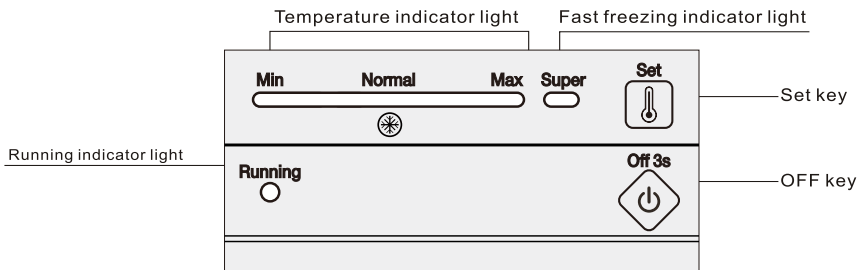 Temperature indicator light
Fast freezing indicator light
Min Normal Max Super Set
Set key
Running indicator light
Running
Off 3s
OFF key